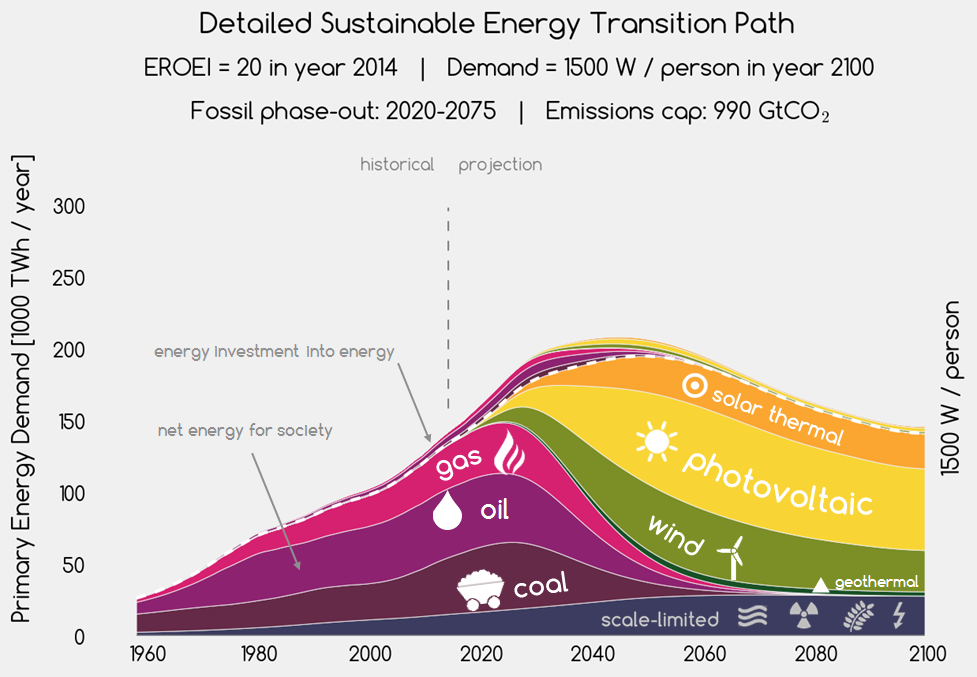 Detailed Sustainable Energy Transition Path
EROEI = 20 in year 2014 | Demand = 1500 W / person in year 2100
Fossil phase-out: 2020-2075 | Emissions cap: 990 GtCO₂
historical projection
Primary Energy Demand [1000 TWh / year]
300
250
200
150
100
50
0
energy investment into energy
net energy for society
gas
oil
coal
solar thermal
photovoltaic
wind
geothermal
scale-limited
1500 W / person
1960 1980 2000 2020 2040 2060 2080 2100